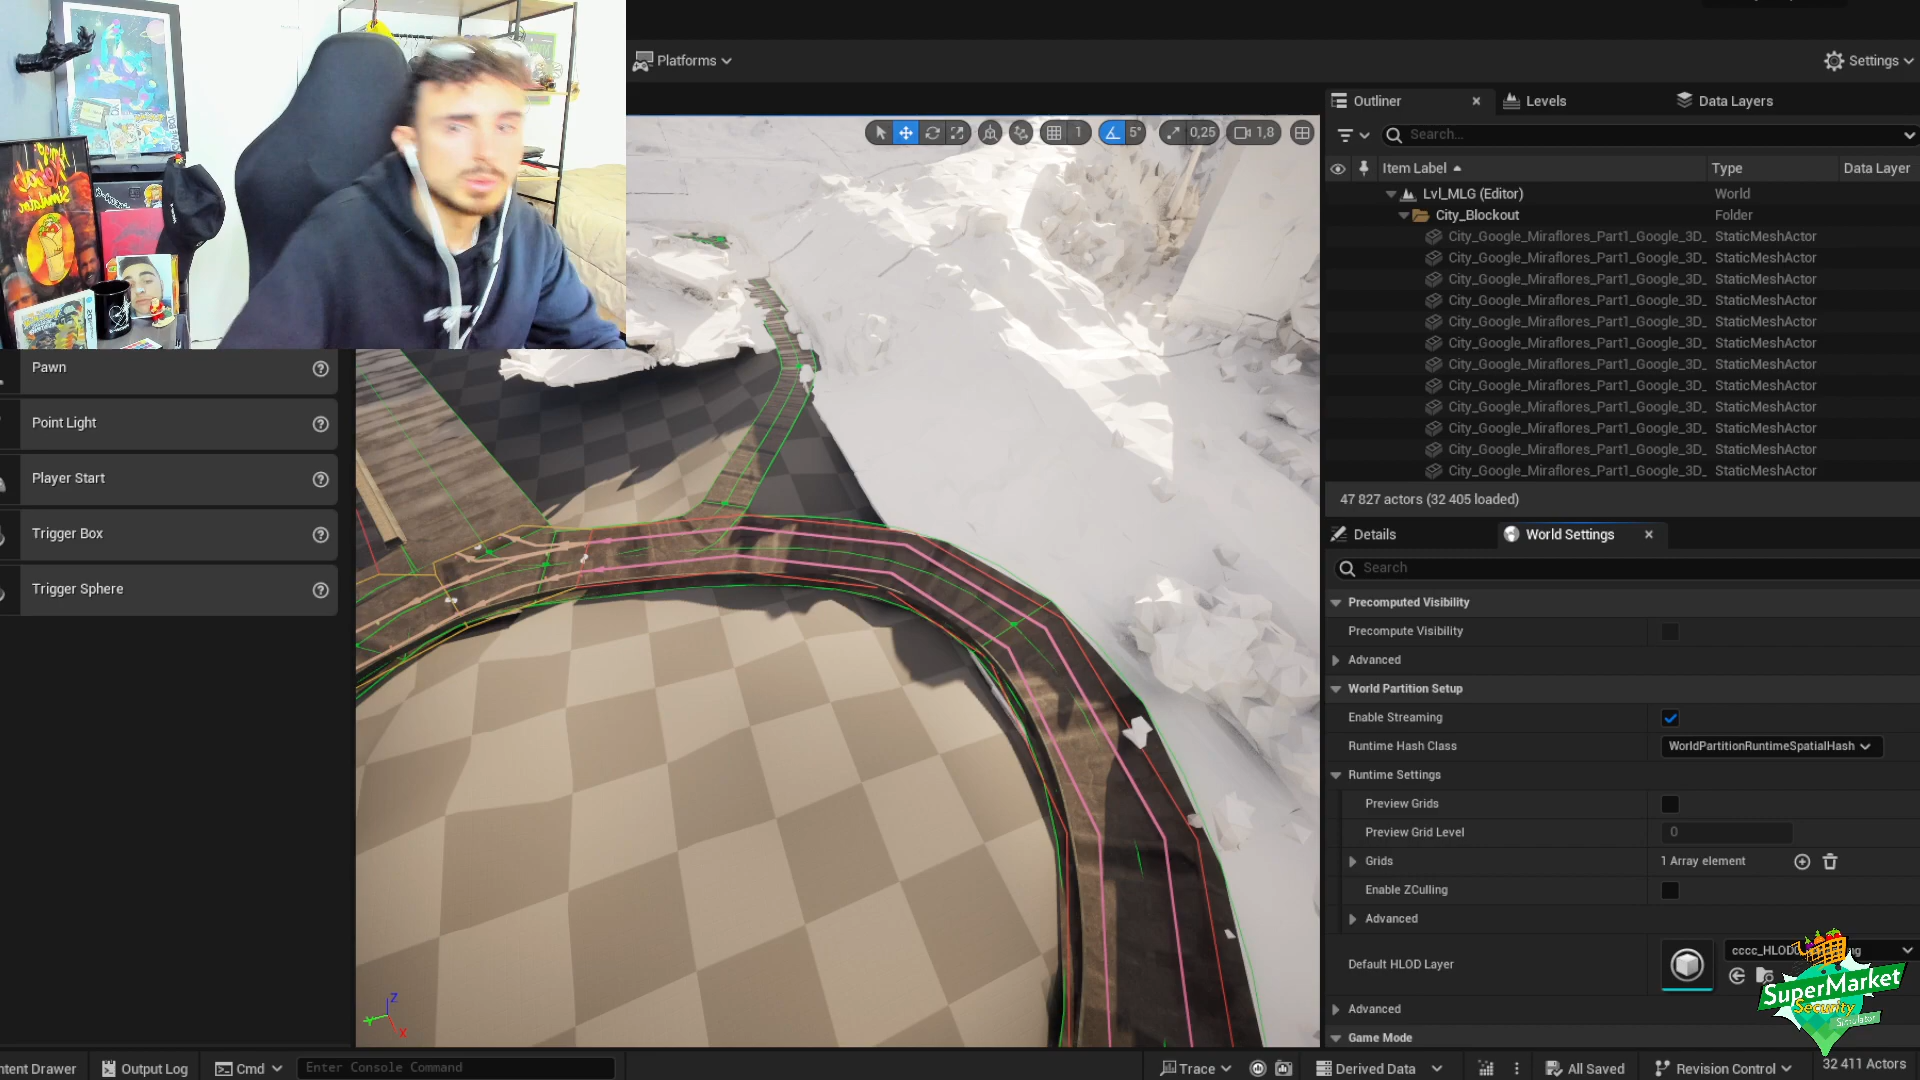 Platforms
Settings
Outliner
Levels
Data Layers
1
5°
0,25
1,8
Search...
Item Label
Type
Data Layer
Lvl_MLG (Editor)
World
City_Blockout
Folder
City_Google_Miraflores_Part1_Google_3D_
StaticMeshActor
City_Google_Miraflores_Part1_Google_3D_
StaticMeshActor
City_Google_Miraflores_Part1_Google_3D_
StaticMeshActor
City_Google_Miraflores_Part1_Google_3D_
StaticMeshActor
City_Google_Miraflores_Part1_Google_3D_
StaticMeshActor
City_Google_Miraflores_Part1_Google_3D_
StaticMeshActor
City_Google_Miraflores_Part1_Google_3D_
StaticMeshActor
City_Google_Miraflores_Part1_Google_3D_
StaticMeshActor
City_Google_Miraflores_Part1_Google_3D_
StaticMeshActor
City_Google_Miraflores_Part1_Google_3D_
StaticMeshActor
City_Google_Miraflores_Part1_Google_3D_
StaticMeshActor
City_Google_Miraflores_Part1_Google_3D_
StaticMeshActor
47 827 actors (32 405 loaded)
Pawn
Point Light
Player Start
Trigger Box
Trigger Sphere
Details
World Settings
Search
Precomputed Visibility
Precompute Visibility
Advanced
World Partition Setup
Enable Streaming
Runtime Hash Class
WorldPartitionRuntimeSpatialHash
Runtime Settings
Preview Grids
Preview Grid Level
0
Grids
1 Array element
Enable ZCulling
Advanced
Default HLOD Layer
cccc_HLOD
Advanced
Game Mode
SuperMarket
Security
Simulator
Z
Y
X
ntent Drawer
Output Log
Cmd
Enter Console Command
Trace
Derived Data
All Saved
Revision Control
32 411 Actors